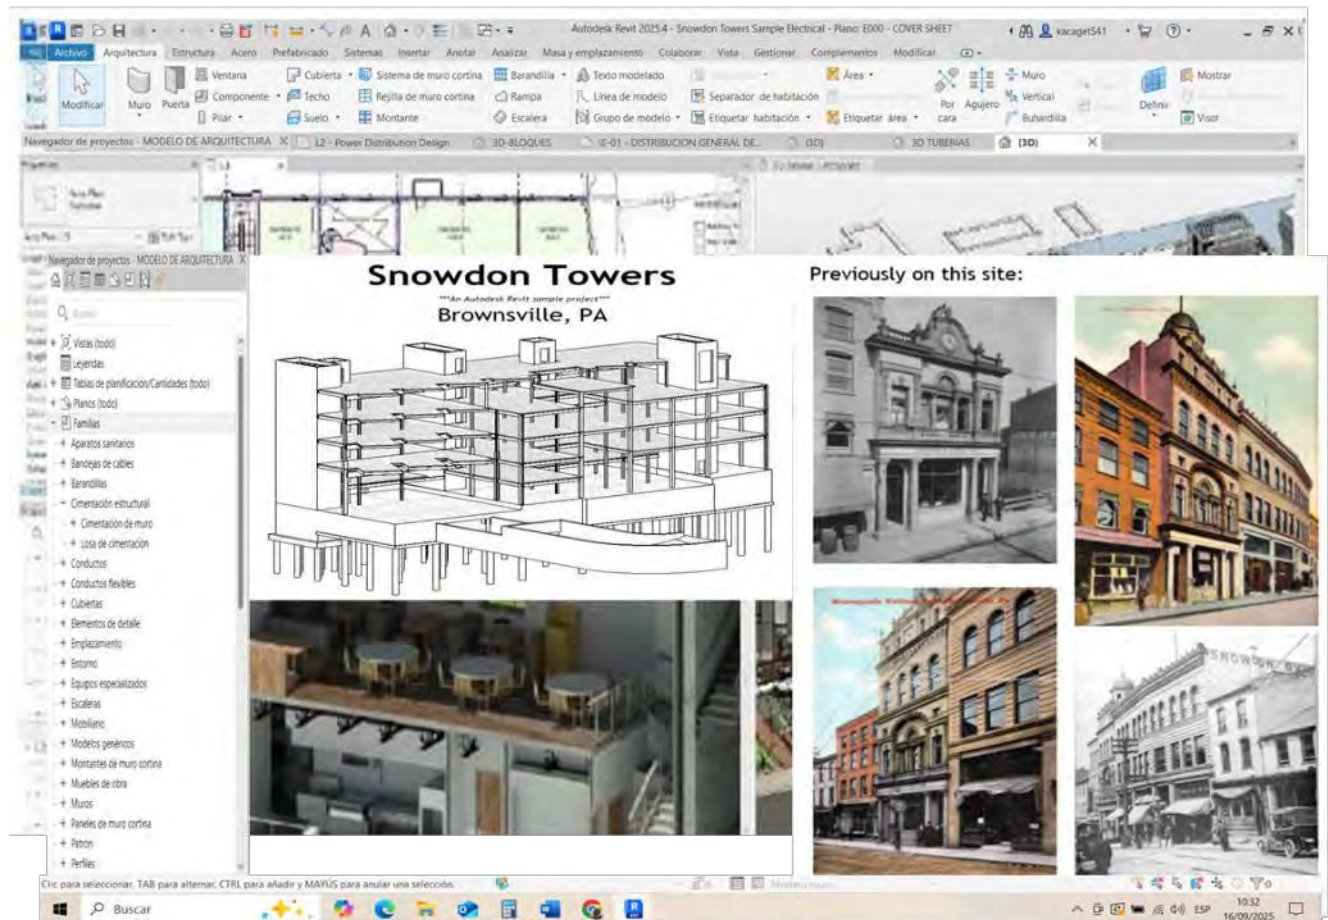 Autodesk Revit 2025.4 - Snowdon Towers Sample Electrical - Plano: E000 - COVER SHEET
kacaget541
Archivo Arquitectura Estructura Acero Prefabricado Sistemas Insertar Anotar Analizar Masa y emplazamiento Colaborar Vista Gestionar Complementos Modificar
Modificar
Muro
Puerta
Ventana
Componente
Pilar
Cubierta
Techo
Suelo
Sistema de muro cortina
Rejilla de muro cortina
Montante
Barandilla
Rampa
Escalera
Texto modelado
Línea de modelo
Grupo de modelo
Separador de habitación
Etiquetar habitación
Área
Etiquetar área
Por cara
Agujero
Muro
Vertical
Buhardilla
Definir
Mostrar
Visor
Navegador de proyectos - MODELO DE ARQUITECTURA
L2 - Power Distribution Design
3D-BLOQUES
IE-01 - DISTRIBUCION GENERAL DE...
(3D)
3D TUBERIAS
(3D)
Navegador de proyectos - MODELO DE ARQUITECTURA
Vistas (todo)
Leyendas
Tablas de planificación/Cantidades (todo)
Planos (todo)
Familias
Aparatos sanitarios
Bandejas de cables
Barandillas
Cimentación estructural
Cimentación de muro
Losa de cimentación
Conductos
Conductos flexibles
Cubiertas
Elementos de detalle
Emplazamiento
Entorno
Equipos especializados
Escaleras
Mobiliario
Modelos genéricos
Montantes de muro cortina
Muebles de obra
Muros
Paneles de muro cortina
Patrón
Perfiles
Snowdon Towers
***An Autodesk Revit sample project***
Brownsville, PA
Previously on this site:
SNOWDON
Clic para seleccionar, TAB para alternar, CTRL para añadir y MAYÚS para anular una selección.
Buscar
ESP
10:32
16/09/2025